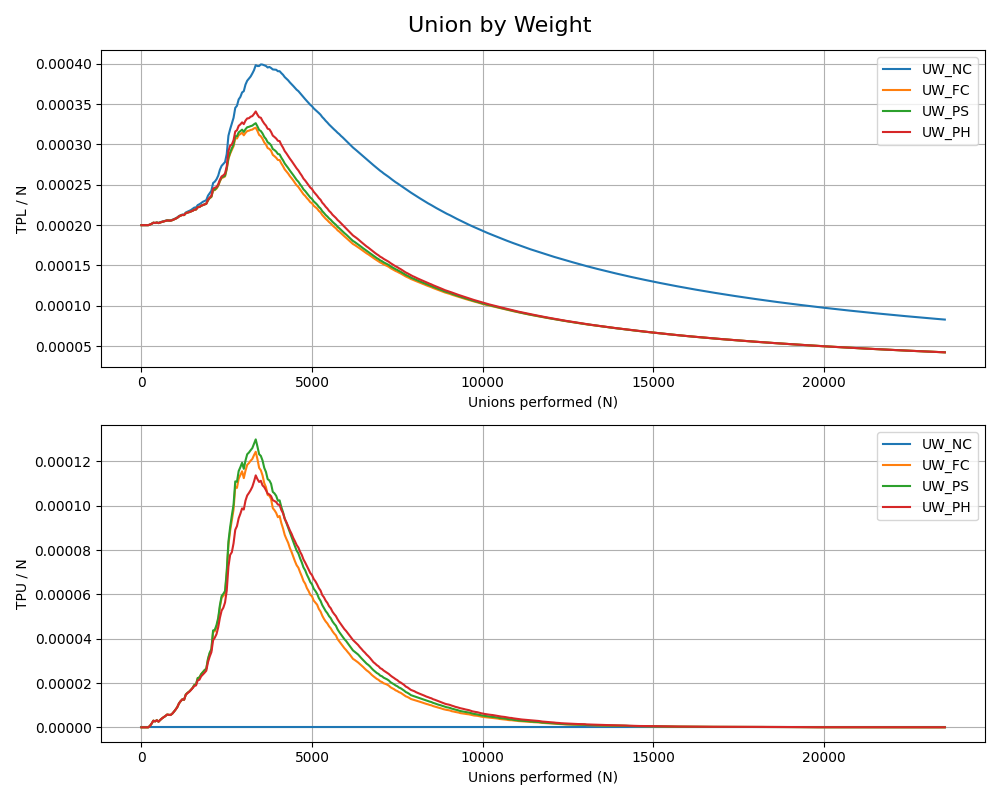 Union by Weight
TPL / N
0.00040
0.00035
0.00030
0.00025
0.00020
0.00015
0.00010
0.00005
UW_NC
UW_FC
UW_PS
UW_PH
0 5000 10000 15000 20000
Unions performed (N)
TPU / N
0.00012
0.00010
0.00008
0.00006
0.00004
0.00002
0.00000
UW_NC
UW_FC
UW_PS
UW_PH
0 5000 10000 15000 20000
Unions performed (N)